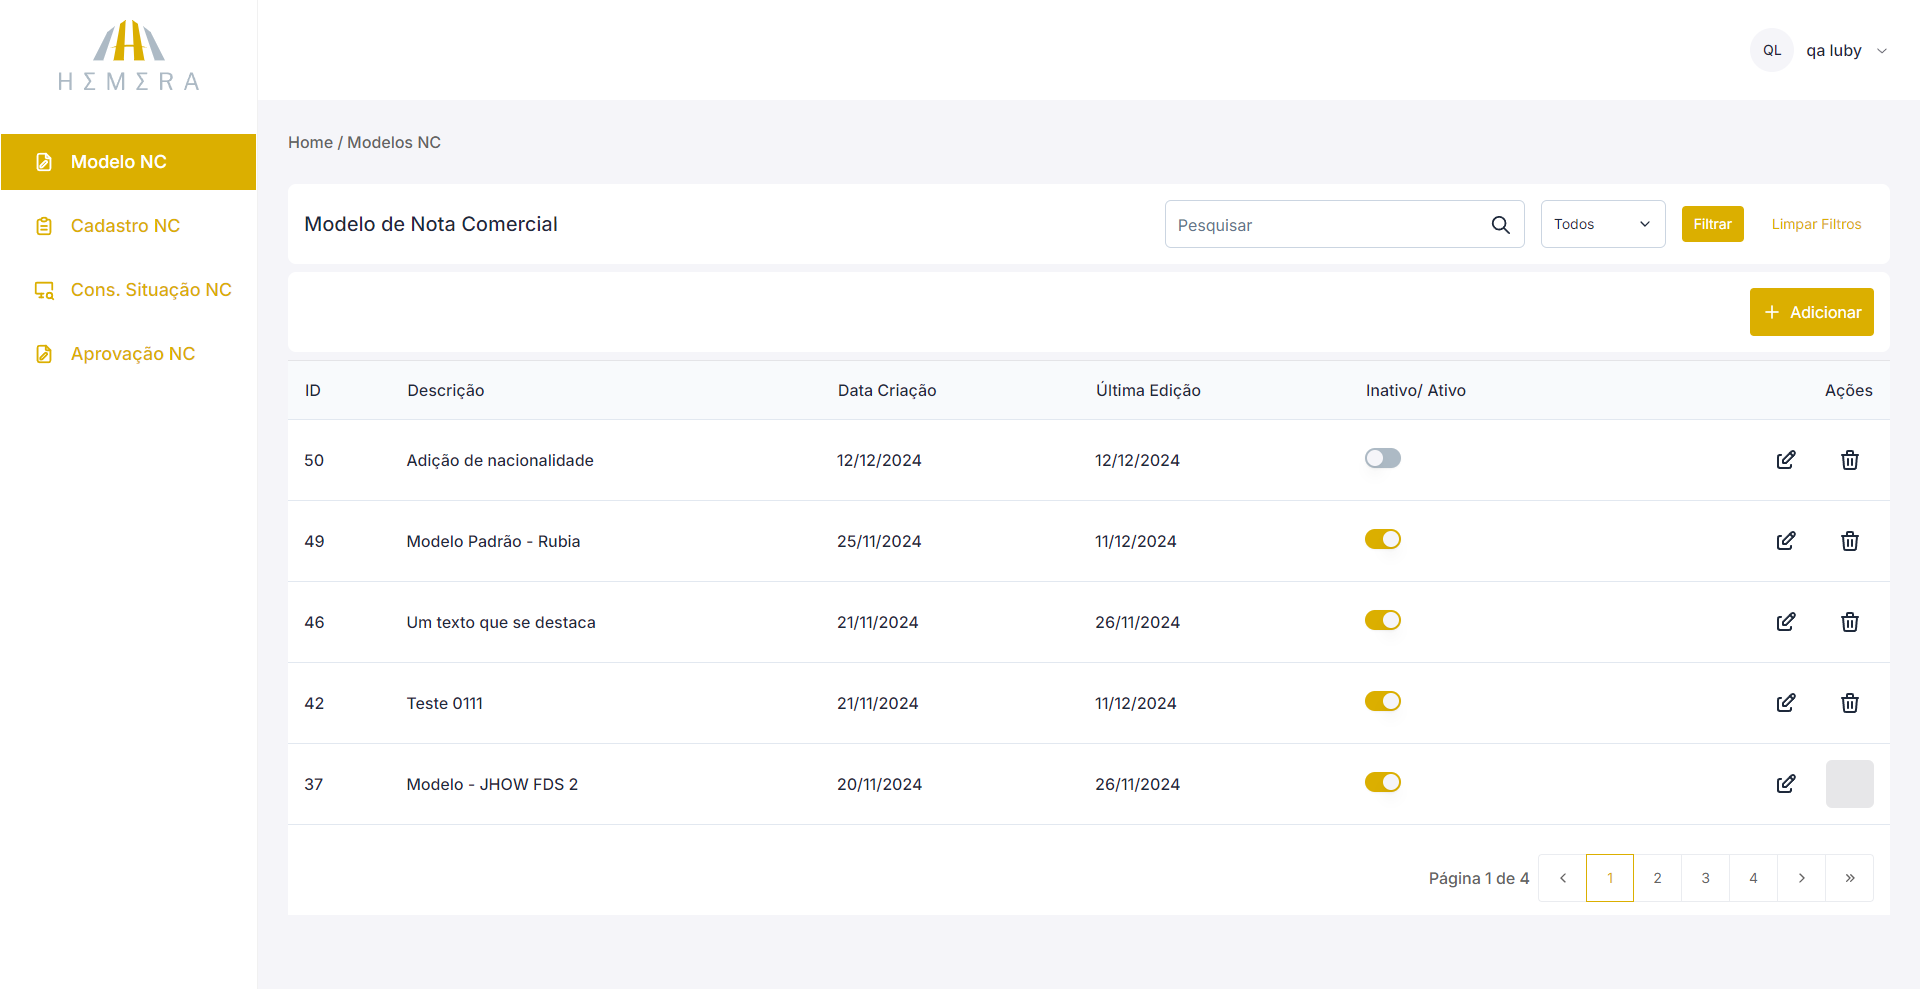 HΣMΣRA
QL qa luby
Modelo NC
Cadastro NC
Cons. Situação NC
Aprovação NC
Home / Modelos NC
Modelo de Nota Comercial
Pesquisar
Todos
Filtrar
Limpar Filtros
Adicionar
ID Descrição Data Criação Última Edição Inativo/ Ativo Ações
50 Adição de nacionalidade 12/12/2024 12/12/2024
49 Modelo Padrão - Rubia 25/11/2024 11/12/2024
46 Um texto que se destaca 21/11/2024 26/11/2024
42 Teste 0111 21/11/2024 11/12/2024
37 Modelo - JHOW FDS 2 20/11/2024 26/11/2024
Página 1 de 4 ‹ 1 2 3 4 › »